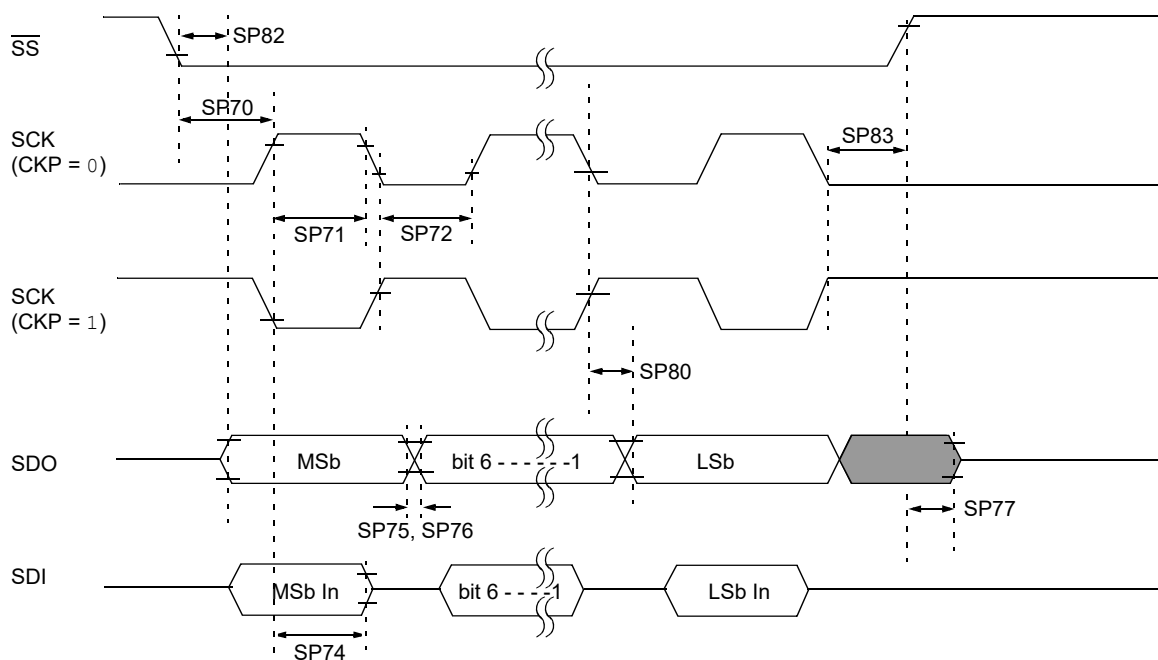 SS
SP82
SP70
SCK
(CKP = 0)
SP83
SP71
SP72
SCK
(CKP = 1)
SP80
SDO
MSb
bit 6 - - - - - -1
LSb
SP75, SP76
SP77
SDI
MSb In
bit 6 - - - - -1
LSb In
SP74